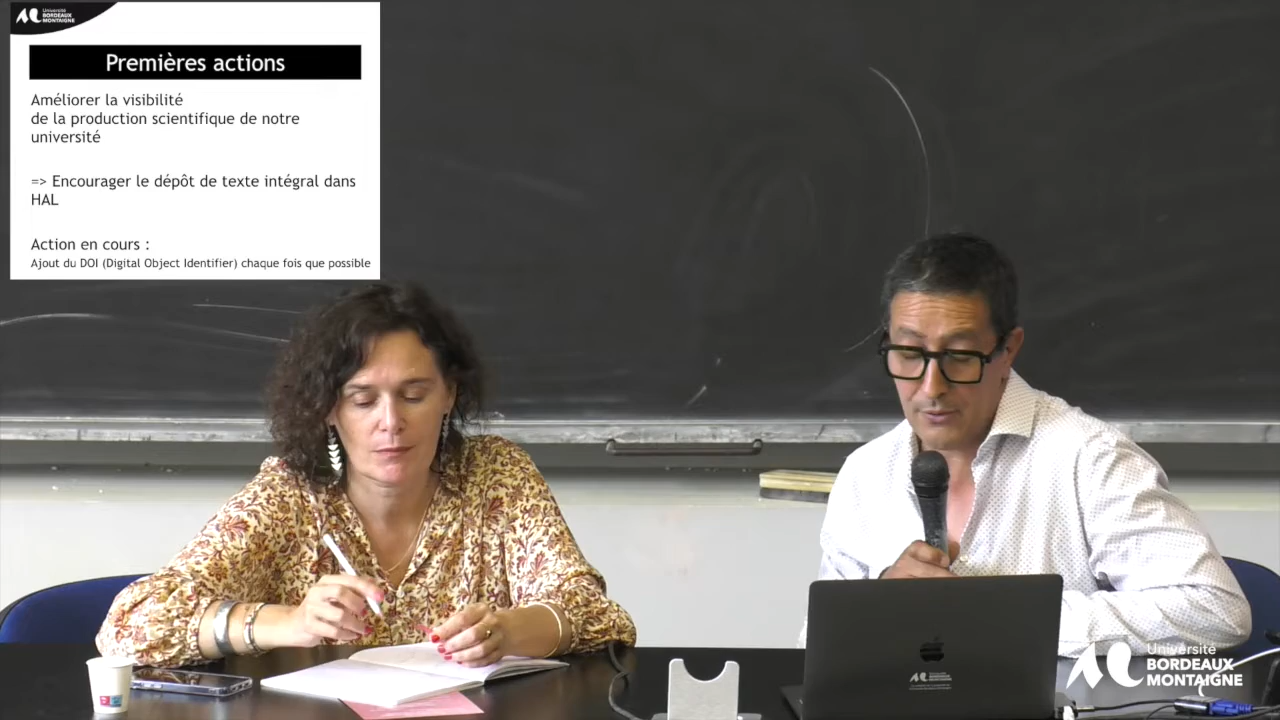 Université
BORDEAUX
MONTAIGNE
Premières actions
Améliorer la visibilité
de la production scientifique de notre
université
=> Encourager le dépôt de texte intégral dans
HAL
Action en cours :
Ajout du DOI (Digital Object Identifier) chaque fois que possible
Université
BORDEAUX
MONTAIGNE